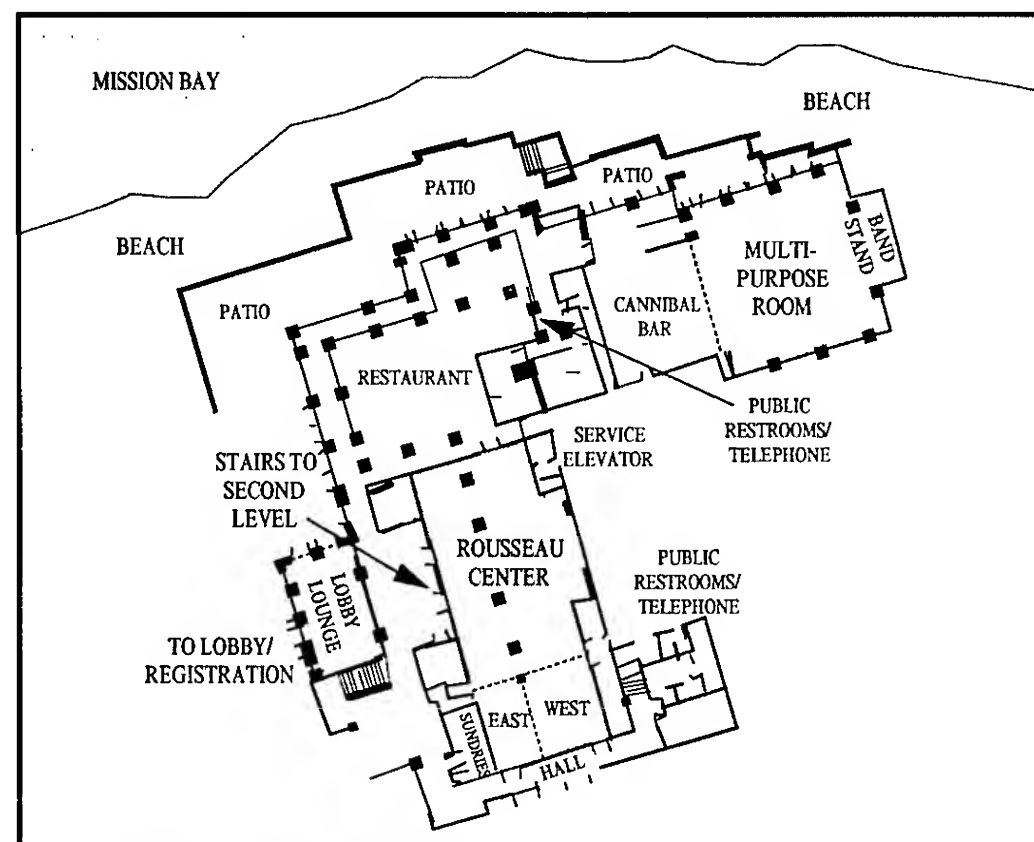 MISSION BAY
BEACH
PATIO
PATIO
BEACH
BAND
STAND
MULTI-
PURPOSE
ROOM
PATIO
CANNIBAL
BAR
RESTAURANT
PUBLIC
RESTROOMS/
TELEPHONE
SERVICE
ELEVATOR
STAIRS TO
SECOND
LEVEL
ROUSSEAU
CENTER
PUBLIC
RESTROOMS/
TELEPHONE
LOBBY
LOUNGE
TO LOBBY/
REGISTRATION
EAST
WEST
SUNDRIES
HALL